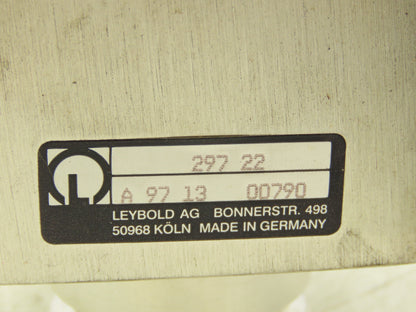 297 22
A 97 13 00790
LEYBOLD AG BONNERSTR. 498
50968 KÖLN MADE IN GERMANY